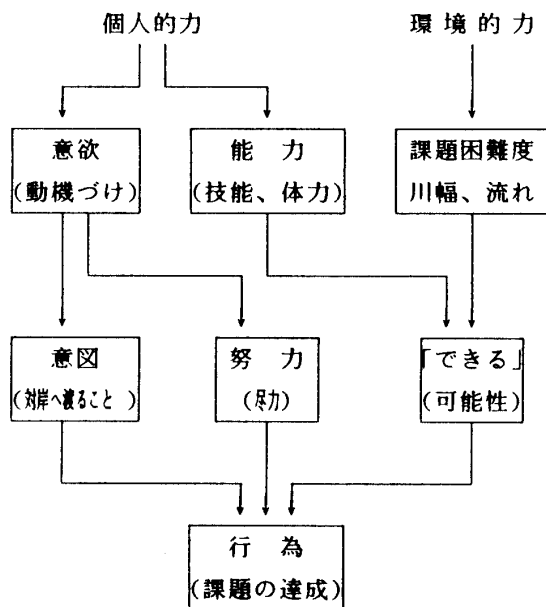 個人的力
環境的力
意欲
(動機づけ)
能力
(技能、体力)
課題困難度
川幅、流れ
意図
(対岸へ渡ること)
努力
(尽力)
「できる」
(可能性)
行為
(課題の達成)